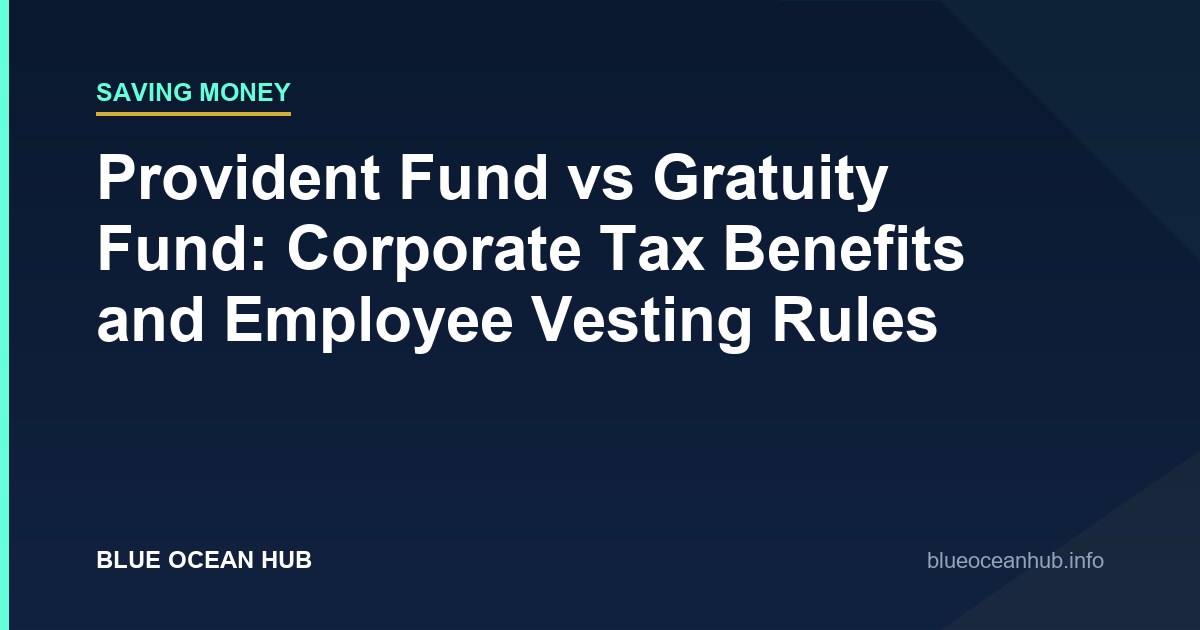 SAVING MONEY
Provident Fund vs Gratuity
Fund: Corporate Tax Benefits
and Employee Vesting Rules
BLUE OCEAN HUB
blueoceanhub.info